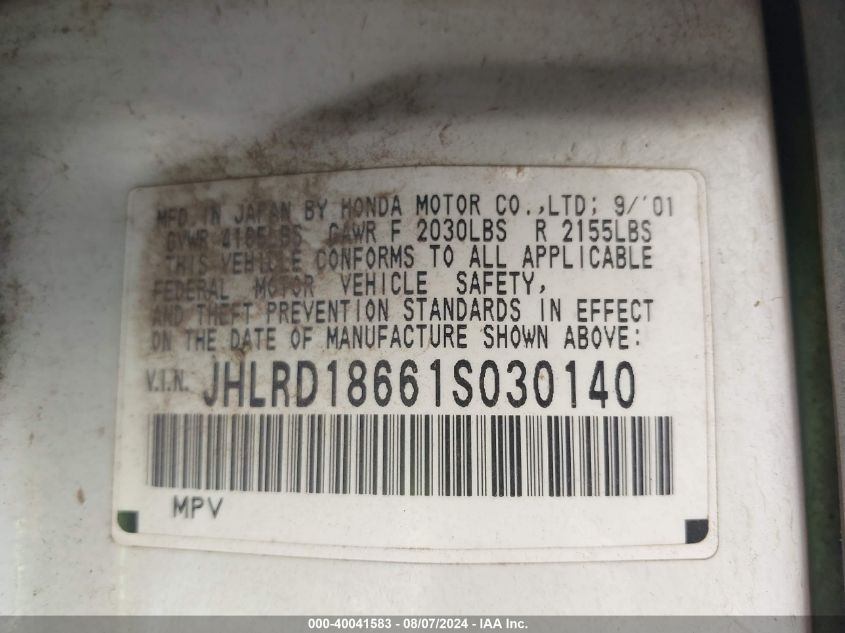 MFD IN JAPAN BY HONDA MOTOR CO.,LTD; 9/'01
GVWR 4185LBS GAWR F 2030LBS R 2155LBS
THIS VEHICLE CONFORMS TO ALL APPLICABLE
FEDERAL MOTOR VEHICLE SAFETY,
AND THEFT PREVENTION STANDARDS IN EFFECT
ON THE DATE OF MANUFACTURE SHOWN ABOVE:
V.I.N. JHLRD18661S030140
MPV
000-40041583 - 08/07/2024 - IAA Inc.